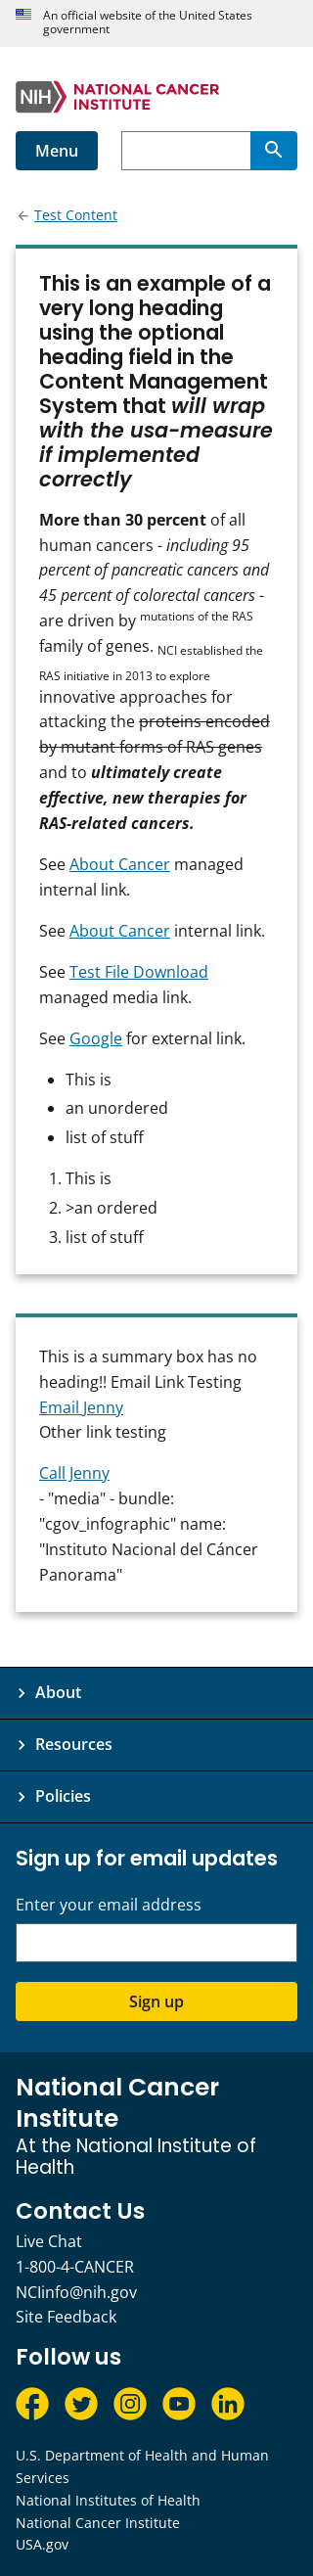 An official website of the United States
government
NIH NATIONAL CANCER
INSTITUTE
Menu
Test Content
This is an example of a
very long heading
using the optional
heading field in the
Content Management
System that will wrap
with the usa-measure
if implemented
correctly
More than 30 percent of all
human cancers - including 95
percent of pancreatic cancers and
45 percent of colorectal cancers -
are driven by mutations of the RAS
family of genes. NCI established the
RAS initiative in 2013 to explore
innovative approaches for
attacking the proteins encoded
by mutant forms of RAS genes
and to ultimately create
effective, new therapies for
RAS-related cancers.
See About Cancer managed
internal link.
See About Cancer internal link.
See Test File Download
managed media link.
See Google for external link.
• This is
• an unordered
• list of stuff
1. This is
2. >an ordered
3. list of stuff
This is a summary box has no
heading!! Email Link Testing
Email Jenny
Other link testing
Call Jenny
- "media" - bundle:
"cgov_infographic" name:
"Instituto Nacional del Cáncer
Panorama"
About
Resources
Policies
Sign up for email updates
Enter your email address
Sign up
National Cancer
Institute
At the National Institute of
Health
Contact Us
Live Chat
1-800-4-CANCER
NCIinfo@nih.gov
Site Feedback
Follow us
U.S. Department of Health and Human
Services
National Institutes of Health
National Cancer Institute
USA.gov